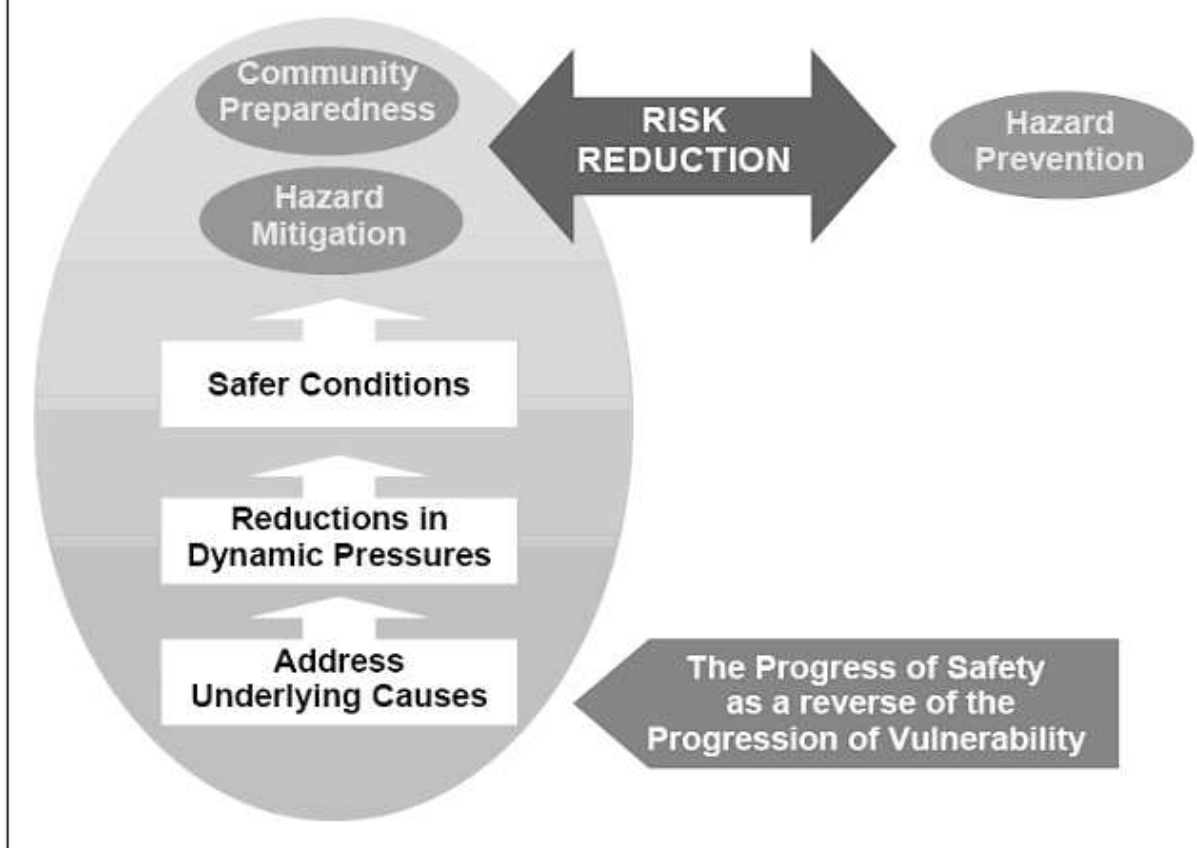 Community
Preparedness
RISK
REDUCTION
Hazard
Prevention
Hazard
Mitigation
Safer Conditions
Reductions in
Dynamic Pressures
Address
Underlying Causes
The Progress of Safety
as a reverse of the
Progression of Vulnerability